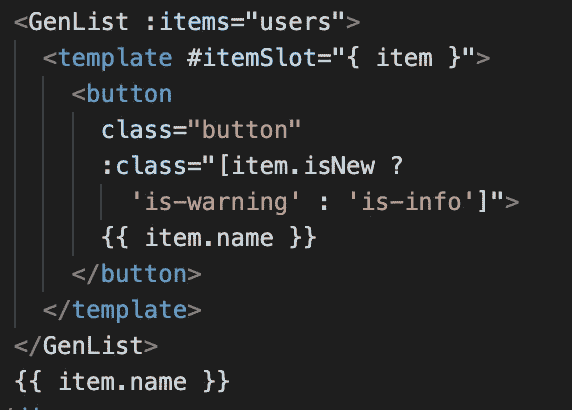 <GenList :items="users">
<template #itemSlot="{ item }">
<button
class="button"
:class="[item.isNew ?
'is-warning' : 'is-info']">
{{ item.name }}
</button>
</template>
</GenList>
{{ item.name }}